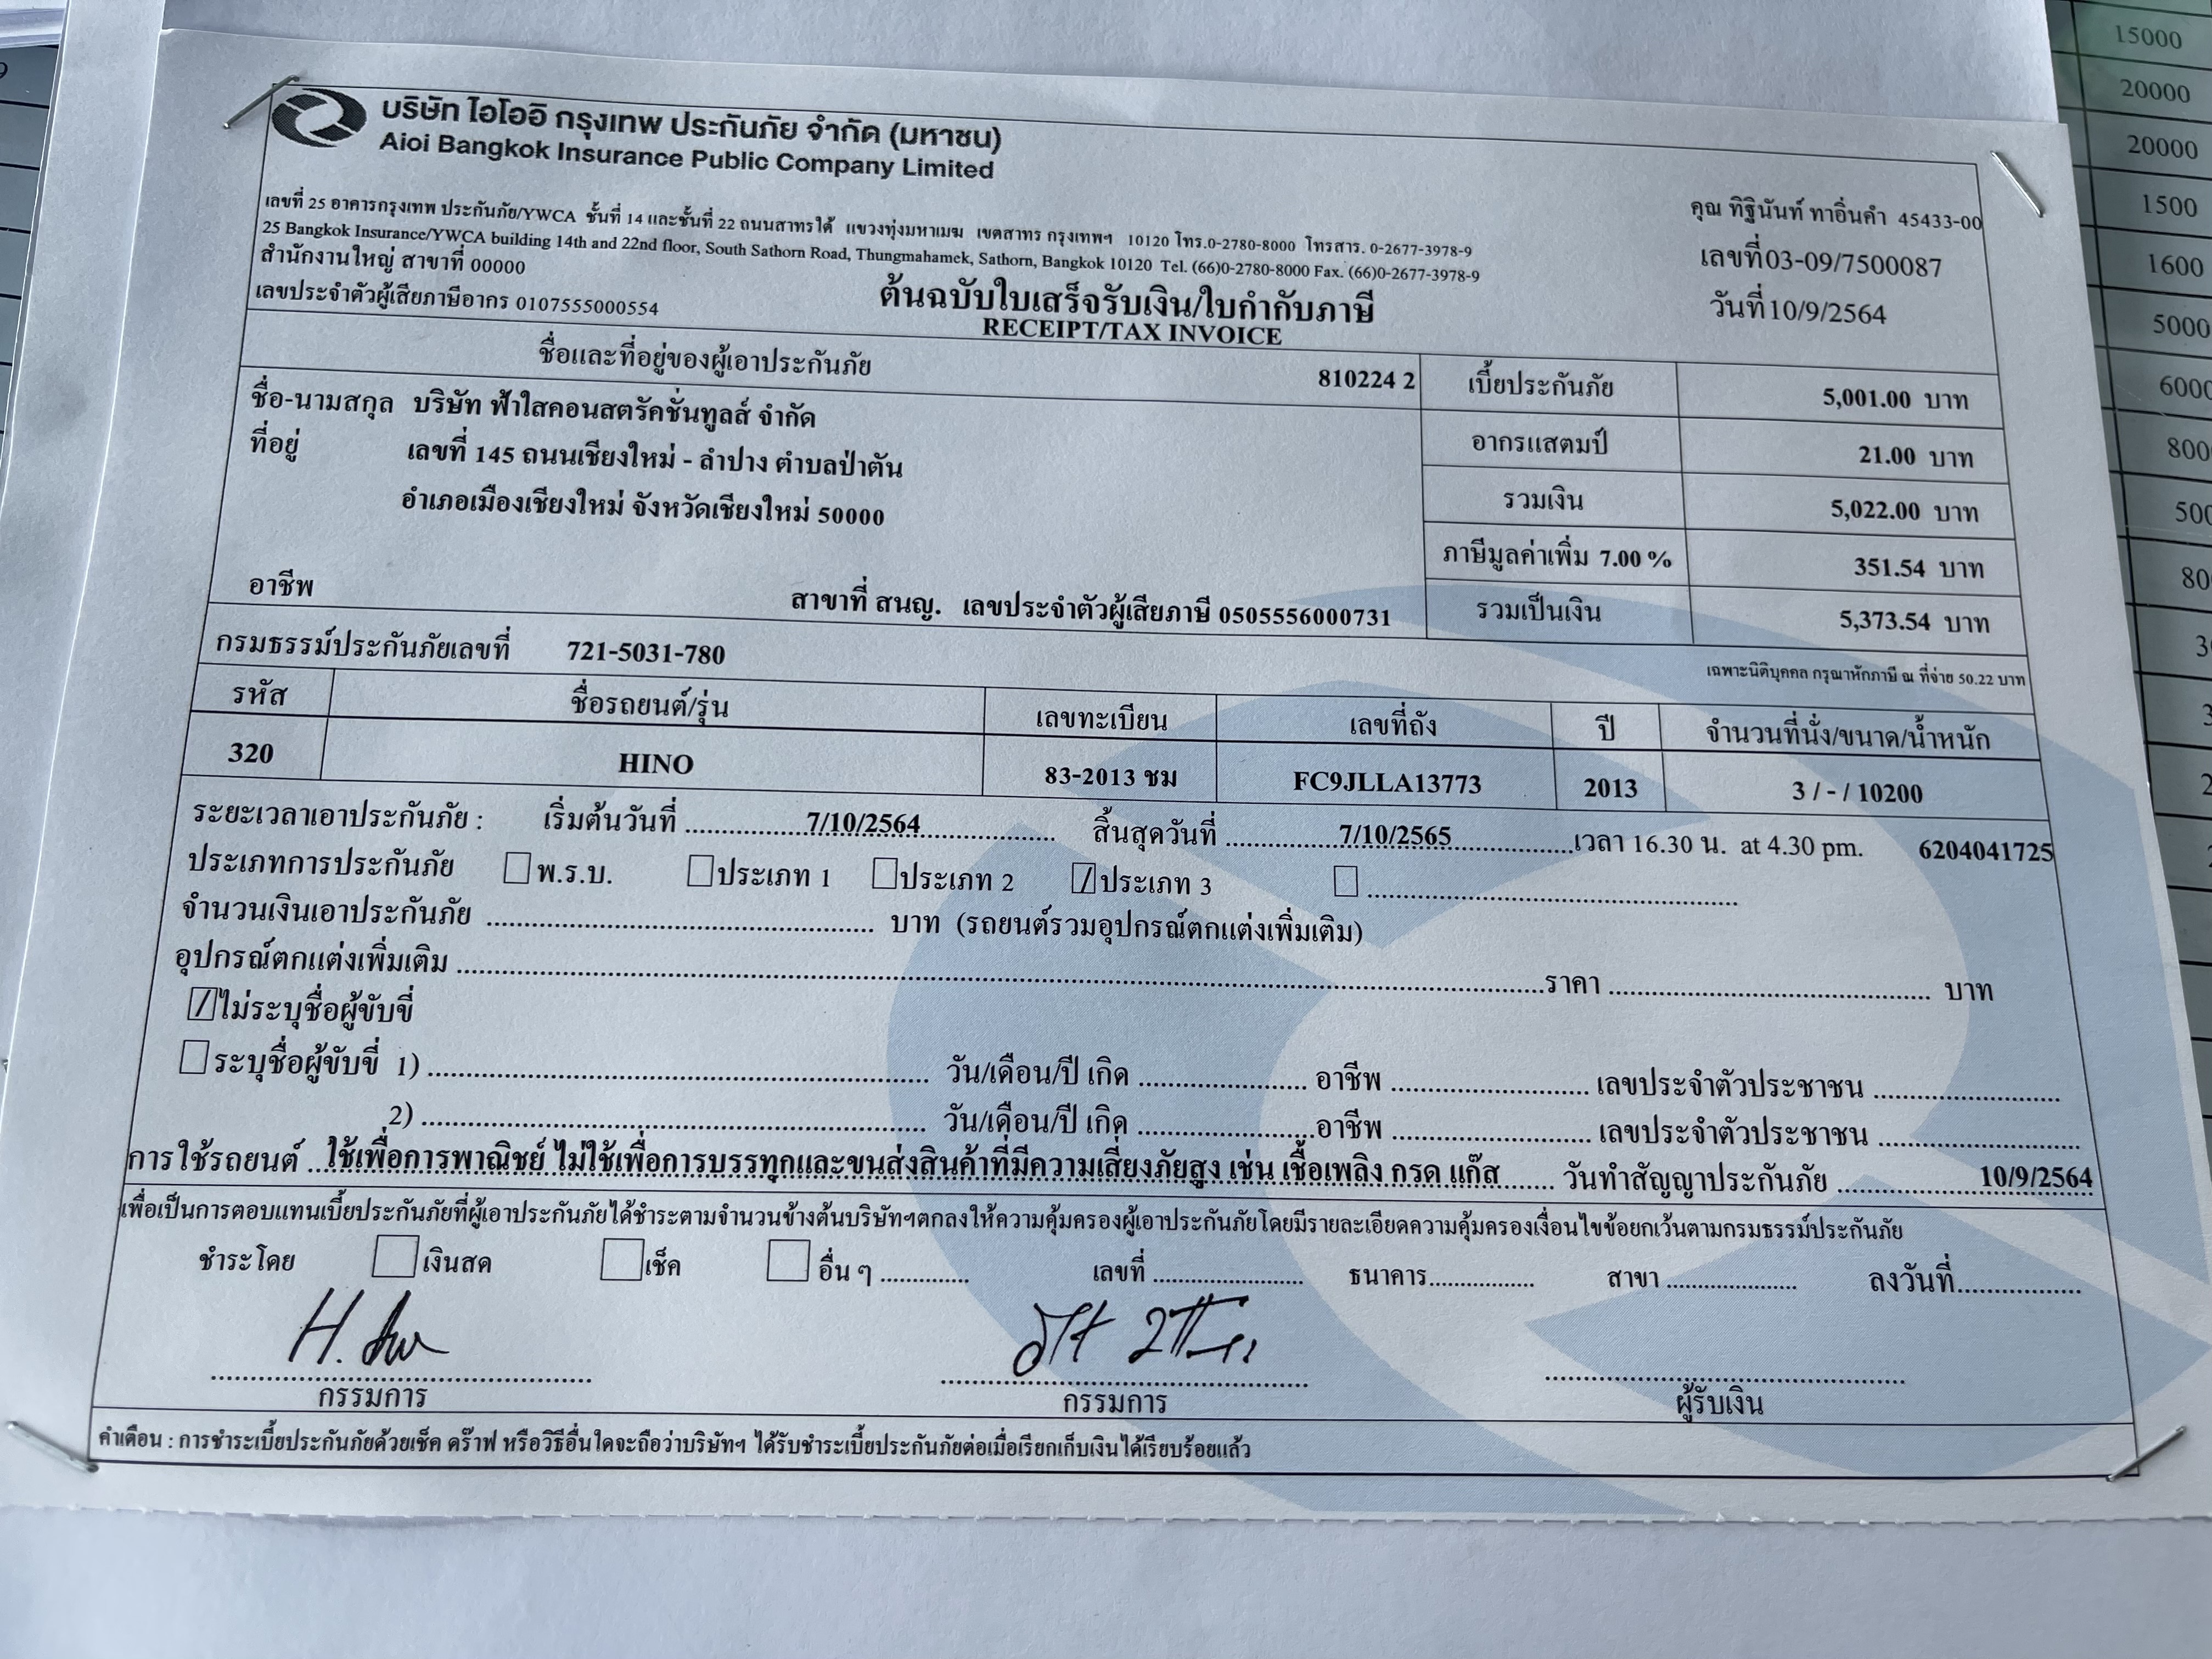 บริษัท ไอโออิ กรุงเทพ ประกันภัย จำกัด (มหาชน)
Aioi Bangkok Insurance Public Company Limited
เลขที่ 25 อาคารกรุงเทพ ประกันภัย/YWCA ชั้นที่ 14 และชั้นที่ 22 ถนนสาทรใต้ แขวงทุ่งมหาเมฆ เขตสาทร กรุงเทพฯ 10120 โทร.0-2780-8000 โทรสาร. 0-2677-3978-9
25 Bangkok Insurance/YWCA building 14th and 22nd floor, South Sathorn Road, Thungmahamek, Sathorn, Bangkok 10120 Tel. (66)0-2780-8000 Fax. (66)0-2677-3978-9
สำนักงานใหญ่ สาขาที่ 00000
เลขประจำตัวผู้เสียภาษีอากร 0107555000554
คุณ ทิฐินันท์ ทาอิ่นคำ 45433-00
เลขที่03-09/7500087
วันที่10/9/2564
ต้นฉบับใบเสร็จรับเงิน/ใบกำกับภาษี
RECEIPT/TAX INVOICE
ชื่อและที่อยู่ของผู้เอาประกันภัย 810224 2
ชื่อ-นามสกุล บริษัท ฟ้าใสคอนสตรัคชั่นทูลส์ จำกัด
ที่อยู่ เลขที่ 145 ถนนเชียงใหม่ - ลำปาง ตำบลป่าตัน
อำเภอเมืองเชียงใหม่ จังหวัดเชียงใหม่ 50000
อาชีพ สาขาที่ สนญ. เลขประจำตัวผู้เสียภาษี 0505556000731
เบี้ยประกันภัย 5,001.00 บาท
อากรแสตมป์ 21.00 บาท
รวมเงิน 5,022.00 บาท
ภาษีมูลค่าเพิ่ม 7.00 % 351.54 บาท
รวมเป็นเงิน 5,373.54 บาท
กรมธรรม์ประกันภัยเลขที่ 721-5031-780
เฉพาะนิติบุคคล กรุณาหักภาษี ณ ที่จ่าย 50.22 บาท
รหัส ชื่อรถยนต์/รุ่น เลขทะเบียน เลขที่ถัง ปี จำนวนที่นั่ง/ขนาด/น้ำหนัก
320 HINO 83-2013 ชม FC9JLLA13773 2013 3 / - / 10200
ระยะเวลาเอาประกันภัย : เริ่มต้นวันที่ 7/10/2564 สิ้นสุดวันที่ 7/10/2565 เวลา 16.30 น. at 4.30 pm. 6204041725
ประเภทการประกันภัย พ.ร.บ. ประเภท 1 ประเภท 2 / ประเภท 3
จำนวนเงินเอาประกันภัย บาท (รถยนต์รวมอุปกรณ์ตกแต่งเพิ่มเติม)
อุปกรณ์ตกแต่งเพิ่มเติม ราคา บาท
/ ไม่ระบุชื่อผู้ขับขี่
ระบุชื่อผู้ขับขี่ 1) วัน/เดือน/ปี เกิด อาชีพ เลขประจำตัวประชาชน
2) วัน/เดือน/ปี เกิด อาชีพ เลขประจำตัวประชาชน
การใช้รถยนต์ ใช้เพื่อการพาณิชย์ ไม่ใช้เพื่อการบรรทุกและขนส่งสินค้าที่มีความเสี่ยงภัยสูง เช่น เชื้อเพลิง กรด แก๊ส วันทำสัญญาประกันภัย 10/9/2564
เพื่อเป็นการตอบแทนเบี้ยประกันภัยที่ผู้เอาประกันภัยได้ชำระตามจำนวนข้างต้นบริษัทฯตกลงให้ความคุ้มครองผู้เอาประกันภัยโดยมีรายละเอียดความคุ้มครองเงื่อนไขข้อยกเว้นตามกรมธรรม์ประกันภัย
ชำระโดย เงินสด เช็ค อื่น ๆ เลขที่ ธนาคาร สาขา ลงวันที่
กรรมการ กรรมการ ผู้รับเงิน
คำเตือน : การชำระเบี้ยประกันภัยด้วยเช็ค ดร๊าฟ หรือวิธีอื่นใดจะถือว่าบริษัทฯ ได้รับชำระเบี้ยประกันภัยต่อเมื่อเรียกเก็บเงินได้เรียบร้อยแล้ว
15000
20000
20000
1500
1600
5000